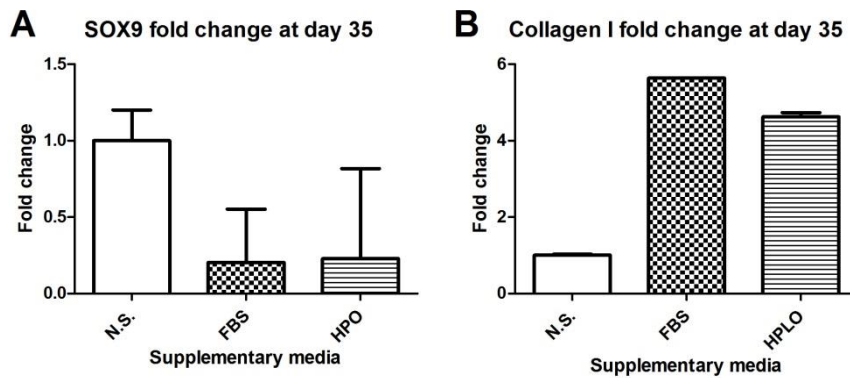 A SOX9 fold change at day 35
Fold change
1.5
1.0
0.5
0.0
N.S.
FBS
HPO
Supplementary media
B Collagen I fold change at day 35
Fold change
6
4
2
0
N.S.
FBS
HPLO
Supplementary media